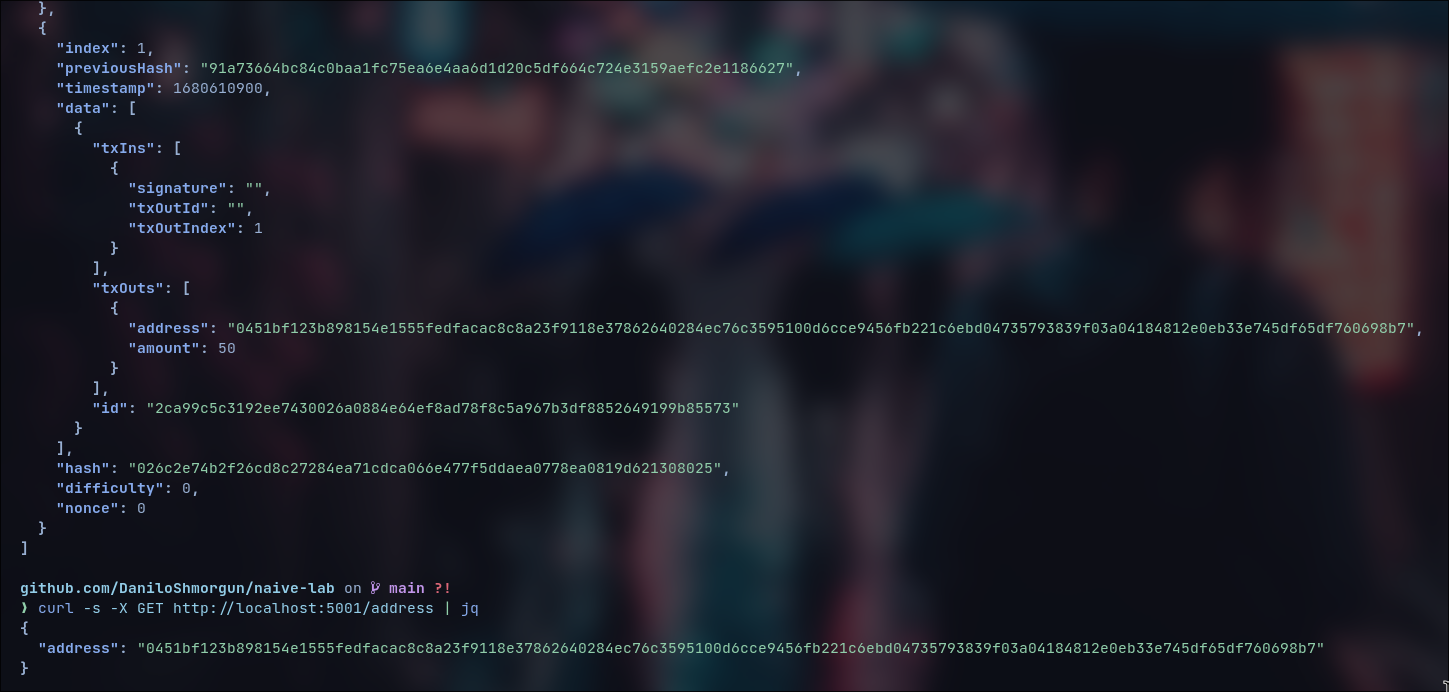 },
  {
    "index": 1,
    "previousHash": "91a73664bc84c0baa1fc75ea6e4aa6d1d20c5df664c724e3159aefc2e1186627",
    "timestamp": 1680610900,
    "data": [
      {
        "txIns": [
          {
            "signature": "",
            "txOutId": "",
            "txOutIndex": 1
          }
        ],
        "txOuts": [
          {
            "address": "0451bf123b898154e1555fedfacac8c8a23f9118e37862640284ec76c3595100d6cce9456fb221c6ebd04735793839f03a04184812e0eb33e745df65df760698b7",
            "amount": 50
          }
        ],
        "id": "2ca99c5c3192ee7430026a0884e64ef8ad78f8c5a967b3df8852649199b85573"
      }
    ],
    "hash": "026c2e74b2f26cd8c27284ea71cdca066e477f5ddaea0778ea0819d621308025",
    "difficulty": 0,
    "nonce": 0
  }
]
github.com/DaniloShmorgun/naive-lab on main ?!
❱ curl -s -X GET http://localhost:5001/address | jq
{
  "address": "0451bf123b898154e1555fedfacac8c8a23f9118e37862640284ec76c3595100d6cce9456fb221c6ebd04735793839f03a04184812e0eb33e745df65df760698b7"
}